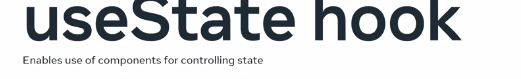 useState hook
Enables use of components for controlling state